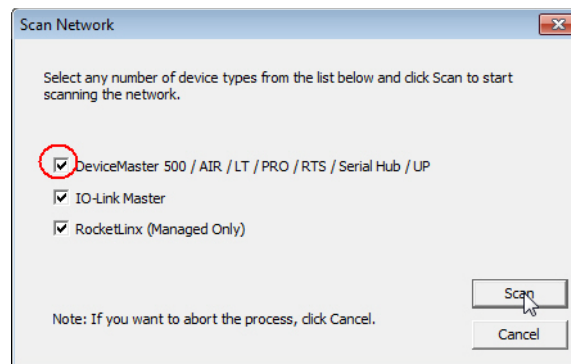 Scan Network
Select any number of device types from the list below and click Scan to start
scanning the network.
DeviceMaster 500 / AIR / LT / PRO / RTS / Serial Hub / UP
IO-Link Master
RocketLinx (Managed Only)
Scan
Note: If you want to abort the process, click Cancel.
Cancel